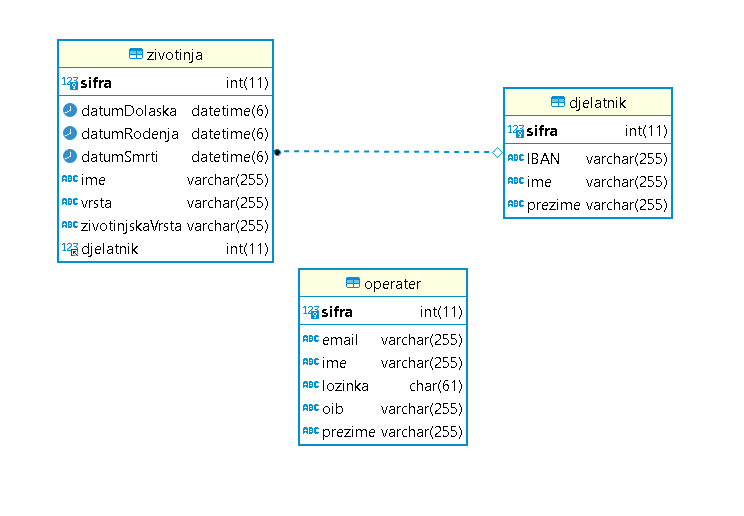 zivotinja
123 sifra int(11)
datumDolaska datetime(6)
datumRodenja datetime(6)
datumSmrti datetime(6)
ABC ime varchar(255)
ABC vrsta varchar(255)
ABC zivotinjskaVrsta varchar(255)
123 djelatnik int(11)
djelatnik
123 sifra int(11)
ABC IBAN varchar(255)
ABC ime varchar(255)
ABC prezime varchar(255)
operater
123 sifra int(11)
ABC email varchar(255)
ABC ime varchar(255)
ABC lozinka char(61)
ABC oib varchar(255)
ABC prezime varchar(255)